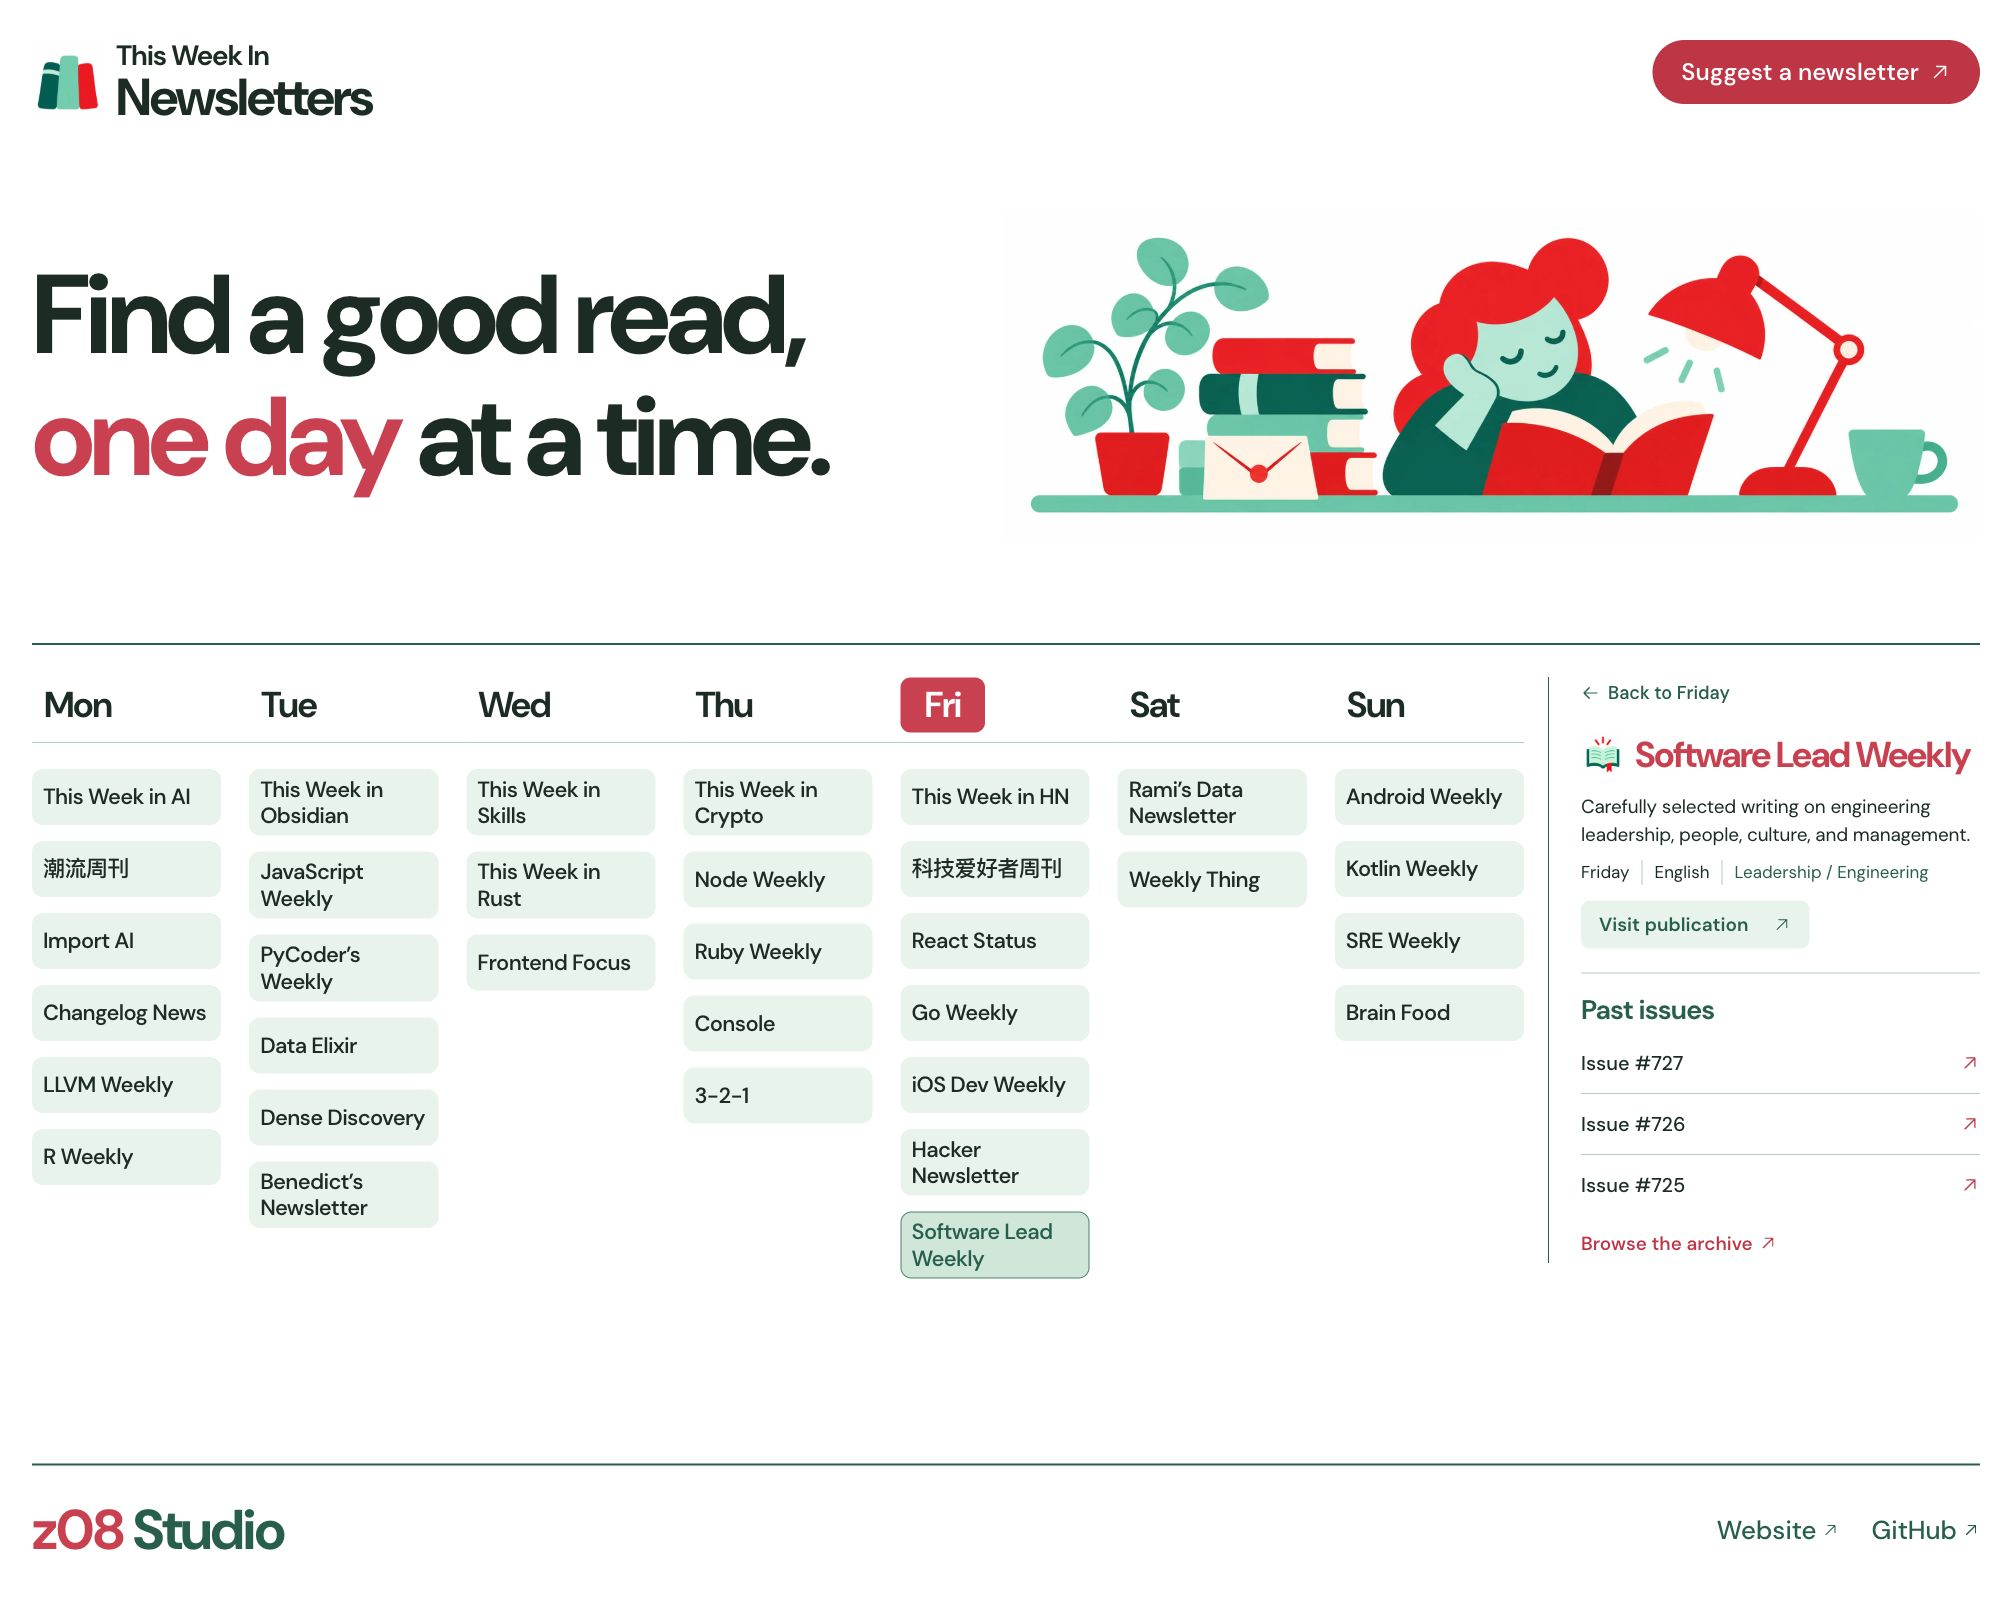 This Week In
Newsletters
Suggest a newsletter
Find a good read,
one day at a time.
Mon
Tue
Wed
Thu
Fri
Sat
Sun
This Week in AI
潮流周刊
Import AI
Changelog News
LLVM Weekly
R Weekly
This Week in
Obsidian
JavaScript
Weekly
PyCoder's
Weekly
Data Elixir
Dense Discovery
Benedict's
Newsletter
This Week in
Skills
This Week in
Rust
Frontend Focus
This Week in
Crypto
Node Weekly
Ruby Weekly
Console
3-2-1
This Week in HN
科技爱好者周刊
React Status
Go Weekly
iOS Dev Weekly
Hacker
Newsletter
Software Lead
Weekly
Rami's Data
Newsletter
Weekly Thing
Android Weekly
Kotlin Weekly
SRE Weekly
Brain Food
← Back to Friday
Software Lead Weekly
Carefully selected writing on engineering
leadership, people, culture, and management.
Friday | English | Leadership / Engineering
Visit publication
Past issues
Issue #727
Issue #726
Issue #725
Browse the archive
z08 Studio
Website
GitHub